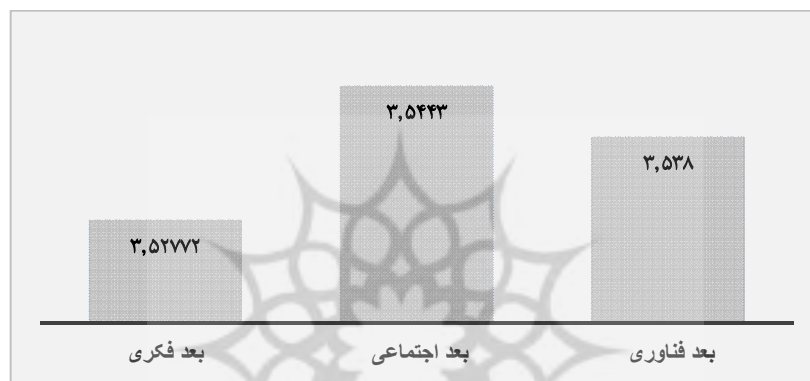 ۳,۵۴۴۳
۳,۵۳۸
۳,۵۲۷۷۲
بعد فناوری
بعد اجتماعی
بعد فکری